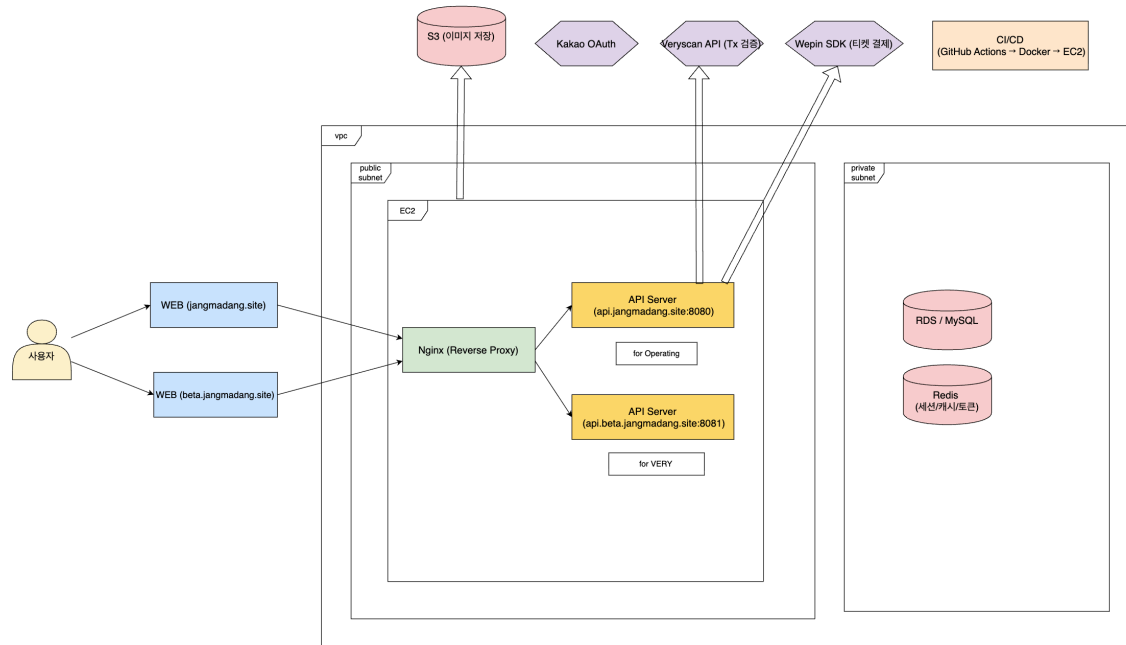 S3 (이미지 저장)
Kakao OAuth
Veryscan API (Tx 검증)
Wepin SDK (티켓 결제)
CI/CD
(GitHub Actions → Docker → EC2)
vpc
public
subnet
private
subnet
EC2
WEB (jangmadang.site)
API Server
(api.jangmadang.site:8080)
RDS / MySQL
Nginx (Reverse Proxy)
for Operating
사용자
WEB (beta.jangmadang.site)
Redis
(세션/캐시/토큰)
API Server
(api.beta.jangmadang.site:8081)
for VERY